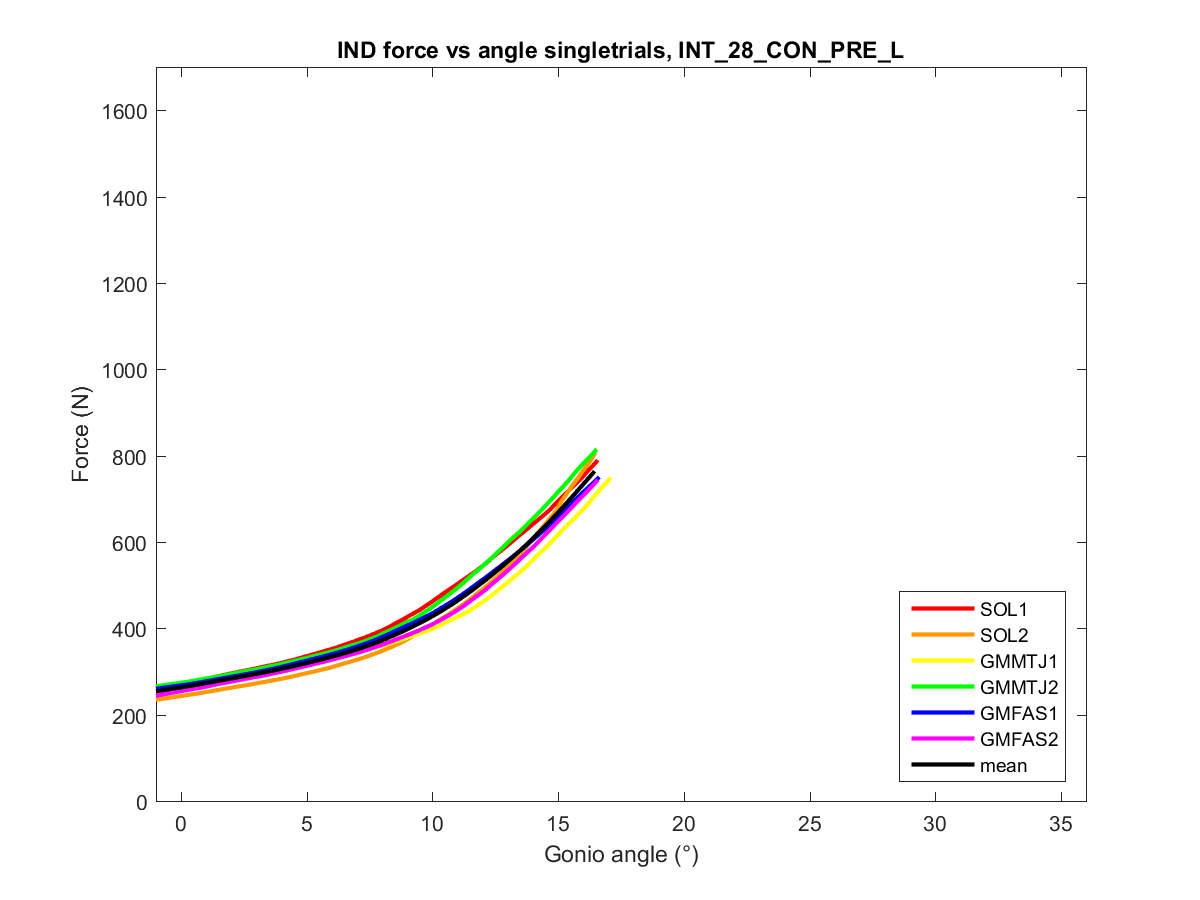 IND force vs angle singletrials, INT_28_CON_PRE_L
1600
1400
1200
1000
800
600
400
200
0
Force (N)
0 5 10 15 20 25 30 35
Gonio angle (°)
SOL1
SOL2
GMMTJ1
GMMTJ2
GMFAS1
GMFAS2
mean